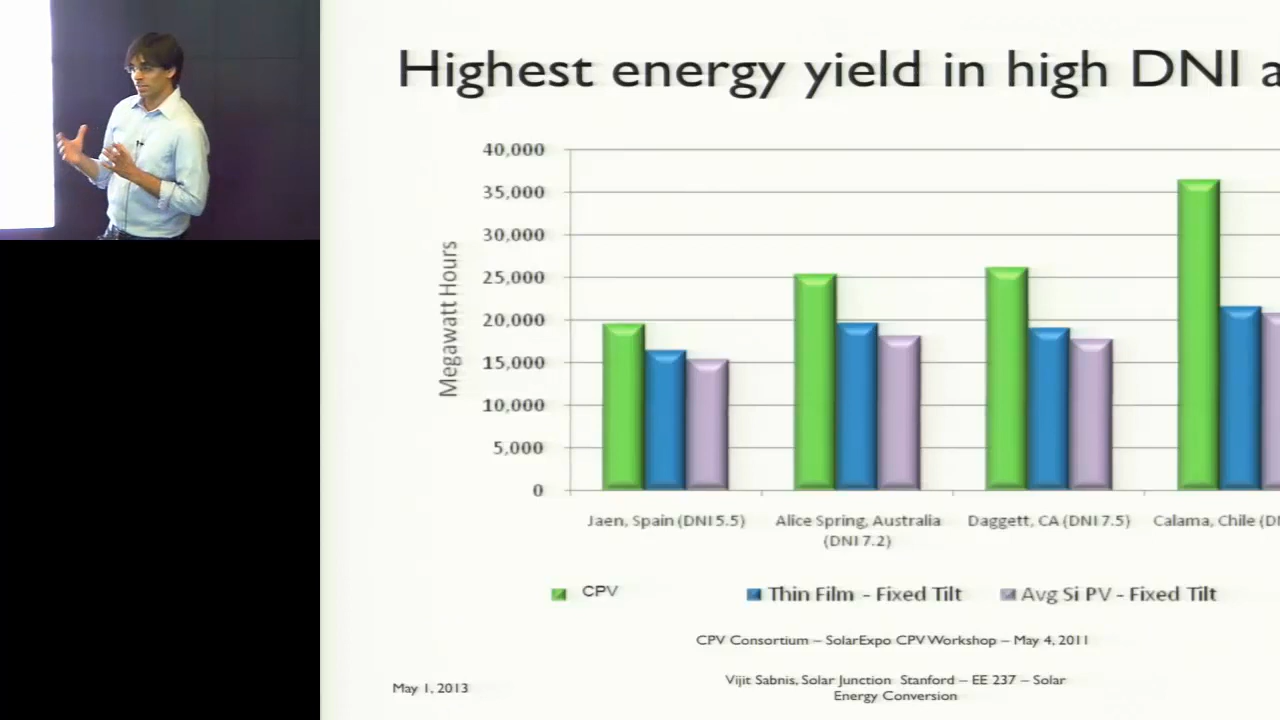 Highest energy yield in high DNI a
40,000
35,000
30,000
25,000
20,000
15,000
10,000
5,000
0
Megawatt Hours
Jaen, Spain (DNI 5.5)
Alice Spring, Australia
(DNI 7.2)
Daggett, CA (DNI 7.5)
Calama, Chile (D
CPV
Thin Film - Fixed Tilt
Avg Si PV - Fixed Tilt
CPV Consortium – SolarExpo CPV Workshop – May 4, 2011
May 1, 2013
Vijit Sabnis, Solar Junction Stanford – EE 237 – Solar
Energy Conversion